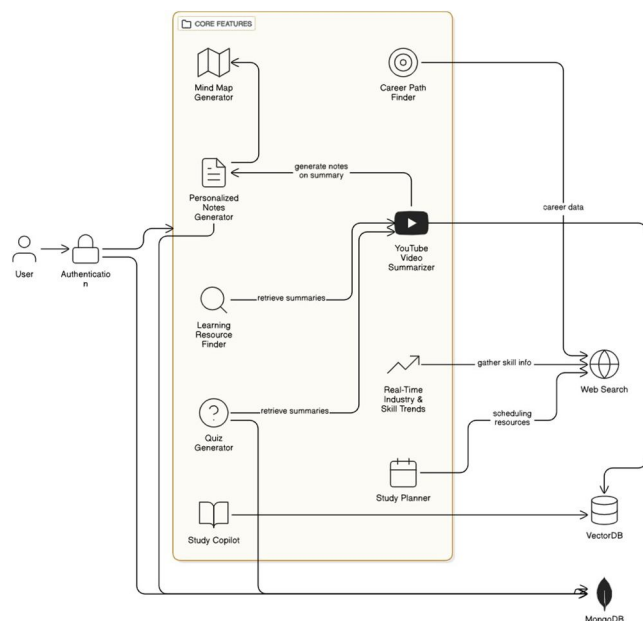 CORE FEATURES
Mind Map
Generator
Career Path
Finder
generate notes
on summary
Personalized
Notes
Generator
career data
YouTube
Video
Summarizer
User
Authenticatio
n
retrieve summaries
Learning
Resource
Finder
gather skill info
Real-Time
Industry &
Skill Trends
Web Search
retrieve summaries
scheduling
resources
Quiz
Generator
Study Planner
Study Copilot
VectorDB
MongoDB